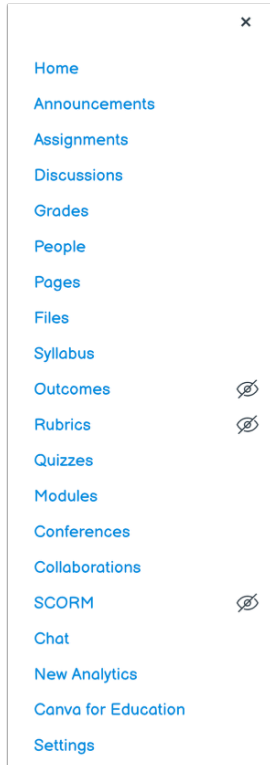 Home
Announcements
Assignments
Discussions
Grades
People
Pages
Files
Syllabus
Outcomes
Rubrics
Quizzes
Modules
Conferences
Collaborations
SCORM
Chat
New Analytics
Canva for Education
Settings